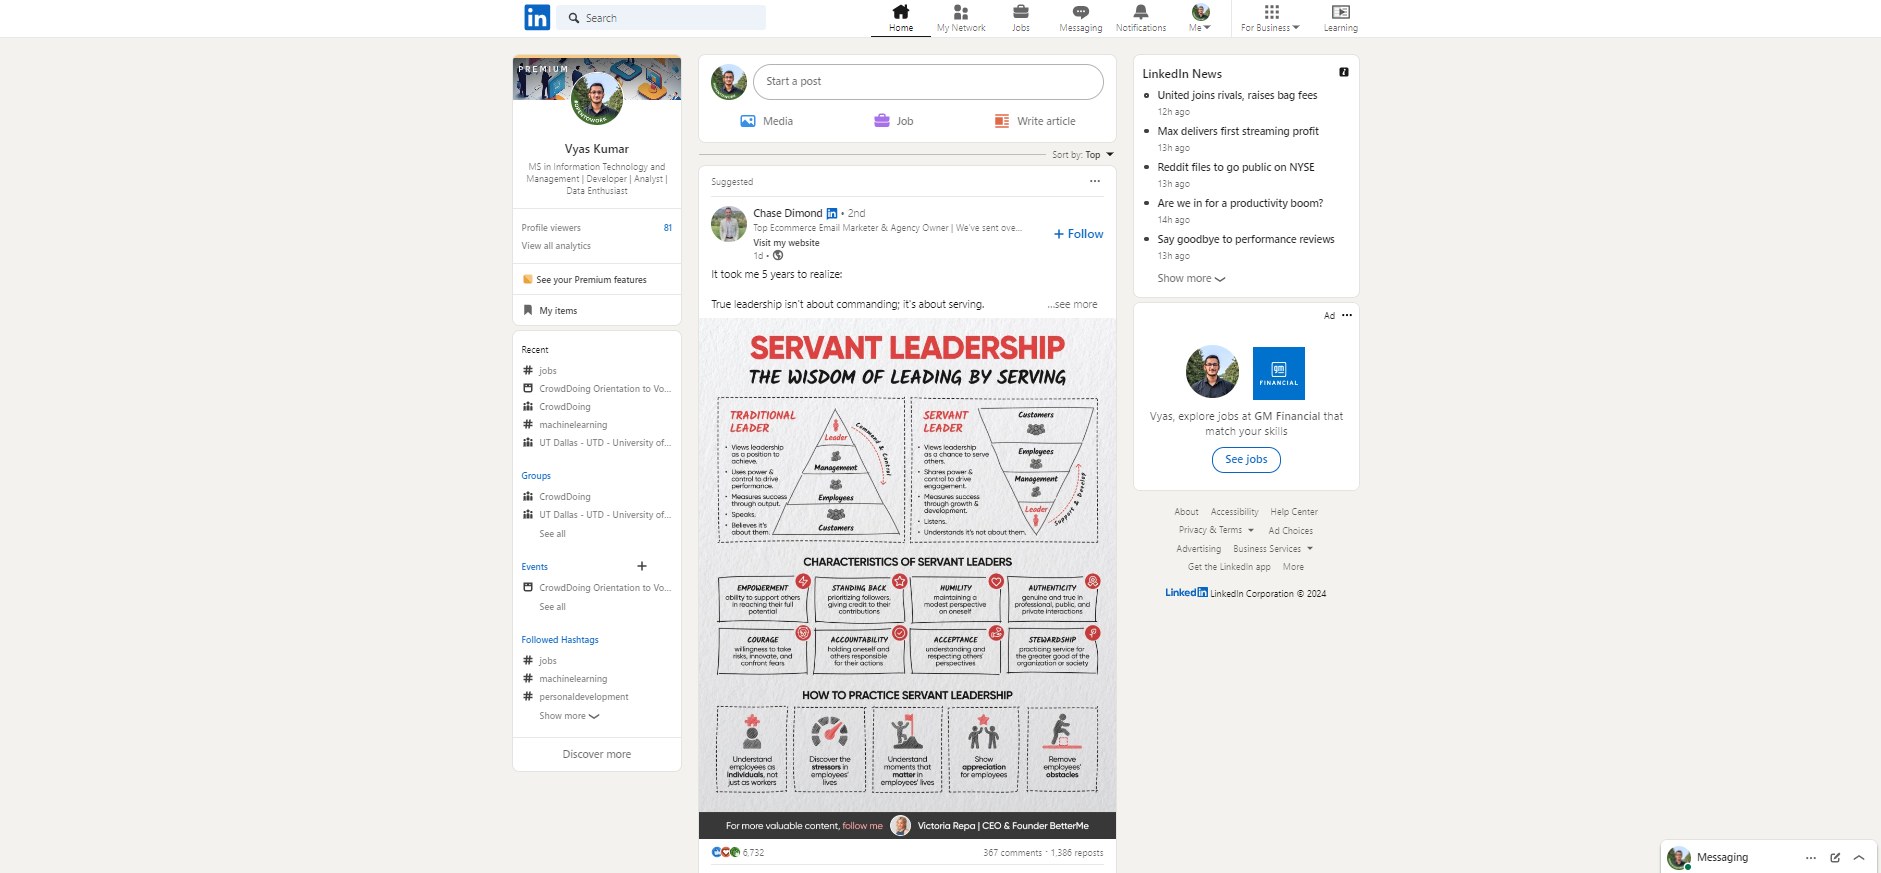 in
Search
Home
My Network
Jobs
Messaging
Notifications
Me
For Business
Learning
PREMIUM
#OPENTOWORK
Vyas Kumar
MS in Information Technology and
Management | Developer | Analyst |
Data Enthusiast
Profile viewers 81
View all analytics
See your Premium features
My items
Recent
# jobs
CrowdDoing Orientation to Vo...
CrowdDoing
# machinelearning
UT Dallas - UTD - University of...
Groups
CrowdDoing
UT Dallas - UTD - University of...
See all
Events +
CrowdDoing Orientation to Vo...
See all
Followed Hashtags
# jobs
# machinelearning
# personaldevelopment
Show more
Discover more
Start a post
Media
Job
Write article
Sort by: Top
Suggested
Chase Dimond in • 2nd
Top Ecommerce Email Marketer & Agency Owner | We've sent ove...
Visit my website
1d •
+ Follow
It took me 5 years to realize:
True leadership isn't about commanding; it's about serving.
...see more
SERVANT LEADERSHIP
THE WISDOM OF LEADING BY SERVING
TRADITIONAL
LEADER
• Views leadership
as a position to
achieve.
• Uses power &
control to drive
performance.
• Measures success
through output.
• Speaks.
• Believes it's
about them.
Leader
Management
Employees
Customers
Command & Control
SERVANT
LEADER
• Views leadership
as a chance to serve
others.
• Shares power &
control to drive
engagement.
• Measures success
through growth &
development.
• Listens.
• Understands it's not about them.
Customers
Employees
Management
Leader
Support & Develop
CHARACTERISTICS OF SERVANT LEADERS
EMPOWERMENT
ability to support others
in reaching their full
potential
STANDING BACK
prioritizing followers,
giving credit to their
contributions
HUMILITY
maintaining a
modest perspective
on oneself
AUTHENTICITY
genuine and true in
professional, public, and
private interactions
COURAGE
willingness to take
risks, innovate, and
confront fears
ACCOUNTABILITY
holding oneself and
others responsible
for their actions
ACCEPTANCE
understanding and
respecting others'
perspectives
STEWARDSHIP
practicing service for
the greater good of the
organization or society
HOW TO PRACTICE SERVANT LEADERSHIP
Understand
employees as
individuals, not
just as workers
Discover the
stressors in
employees'
lives
Understand
moments that
matter in
employees' lives
Show
appreciation
for employees
Remove
employees'
obstacles
For more valuable content, follow me Victoria Repa | CEO & Founder BetterMe
6,732
367 comments · 1,386 reposts
LinkedIn News
United joins rivals, raises bag fees
12h ago
Max delivers first streaming profit
13h ago
Reddit files to go public on NYSE
13h ago
Are we in for a productivity boom?
14h ago
Say goodbye to performance reviews
13h ago
Show more
Ad
gm
FINANCIAL
Vyas, explore jobs at GM Financial that
match your skills
See jobs
About Accessibility Help Center
Privacy & Terms Ad Choices
Advertising Business Services
Get the LinkedIn app More
LinkedIn LinkedIn Corporation © 2024
Messaging